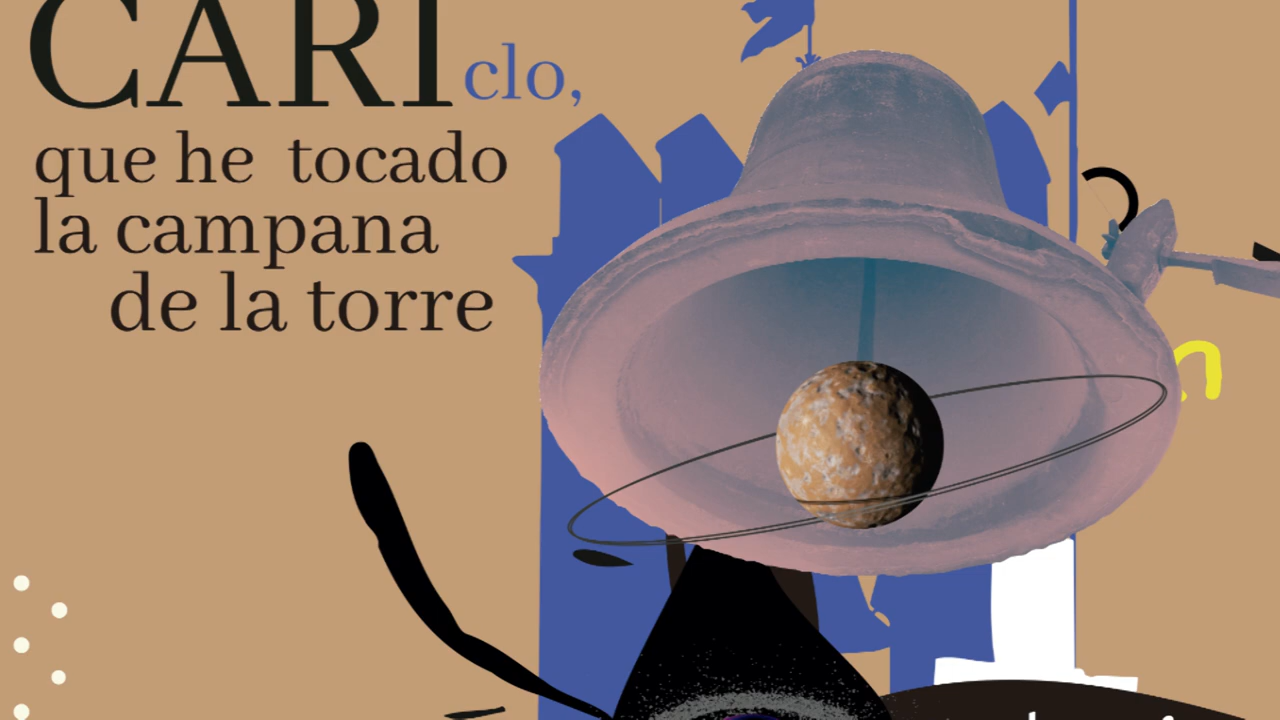 CARIclo,
que he tocado
la campana
de la torre